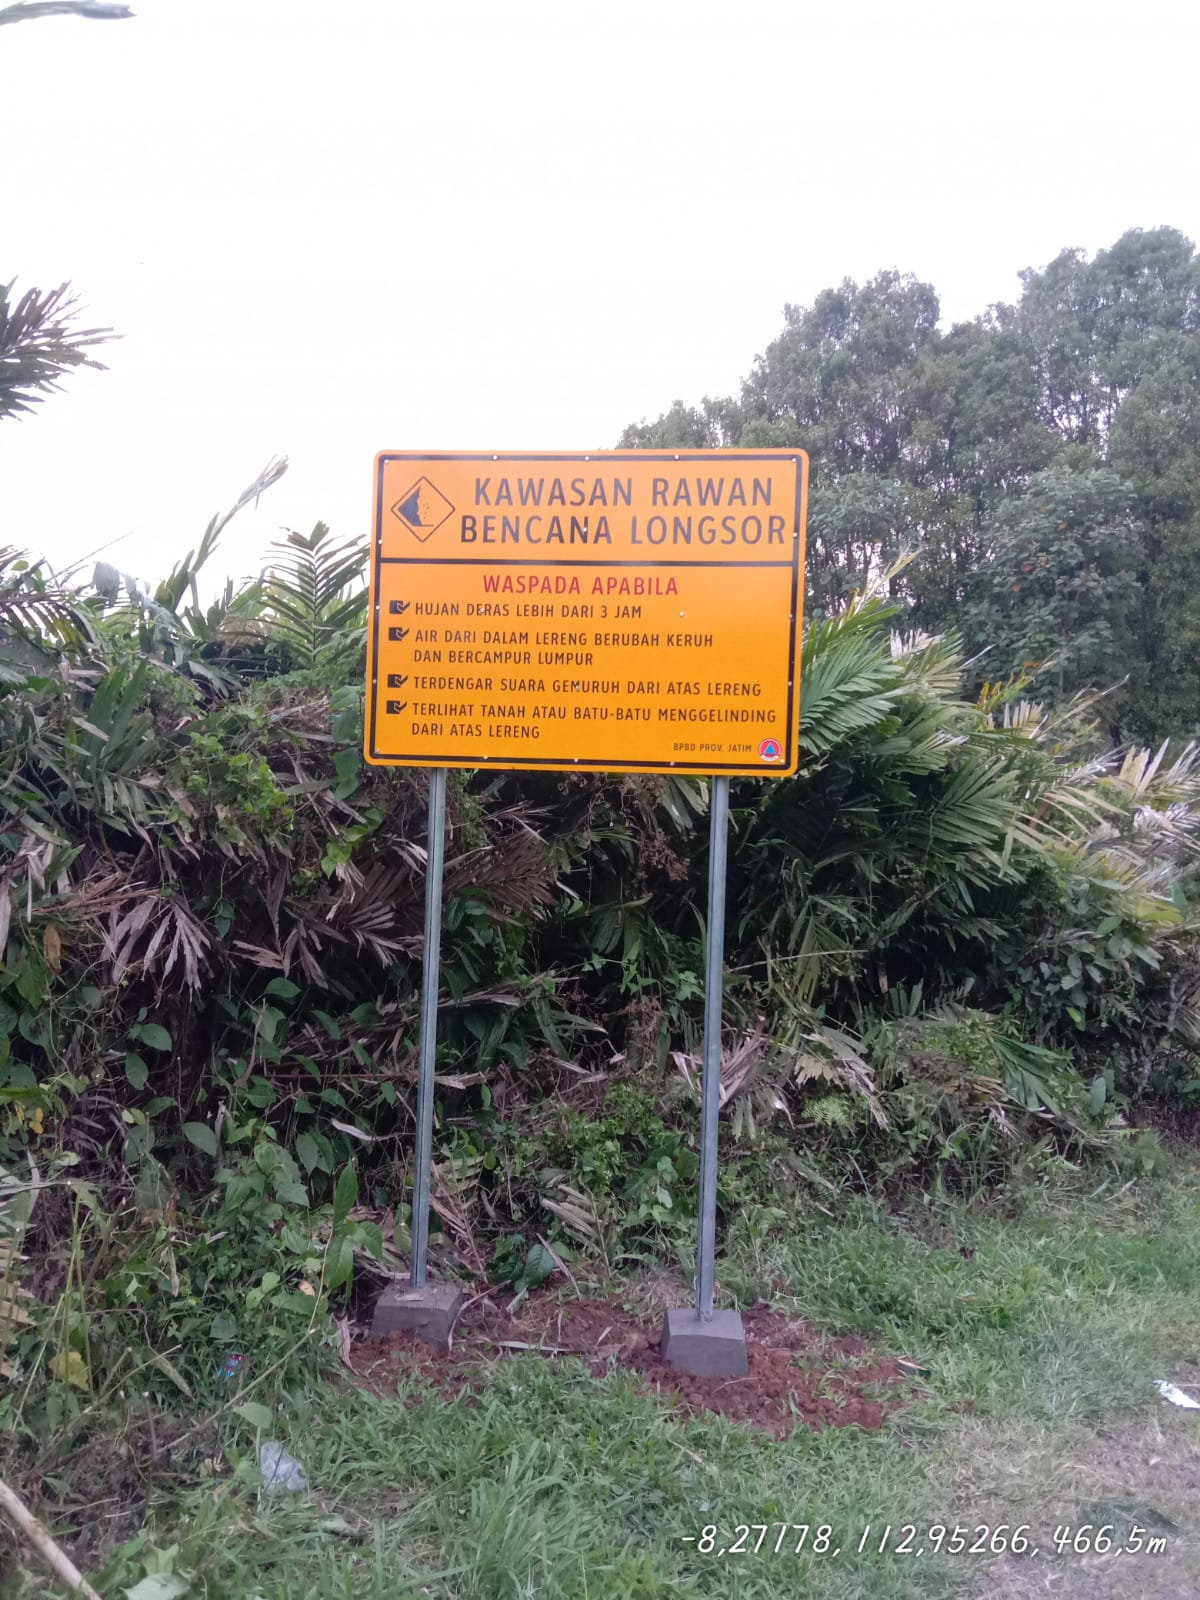 KAWASAN RAWAN
BENCANA LONGSOR
WASPADA APABILA
HUJAN DERAS LEBIH DARI 3 JAM
AIR DARI DALAM LERENG BERUBAH KERUH
DAN BERCAMPUR LUMPUR
TERDENGAR SUARA GEMURUH DARI ATAS LERENG
TERLIHAT TANAH ATAU BATU-BATU MENGGELINDING
DARI ATAS LERENG
BPBD PROV. JATIM
-8,27178, 112,95266, 466,5m